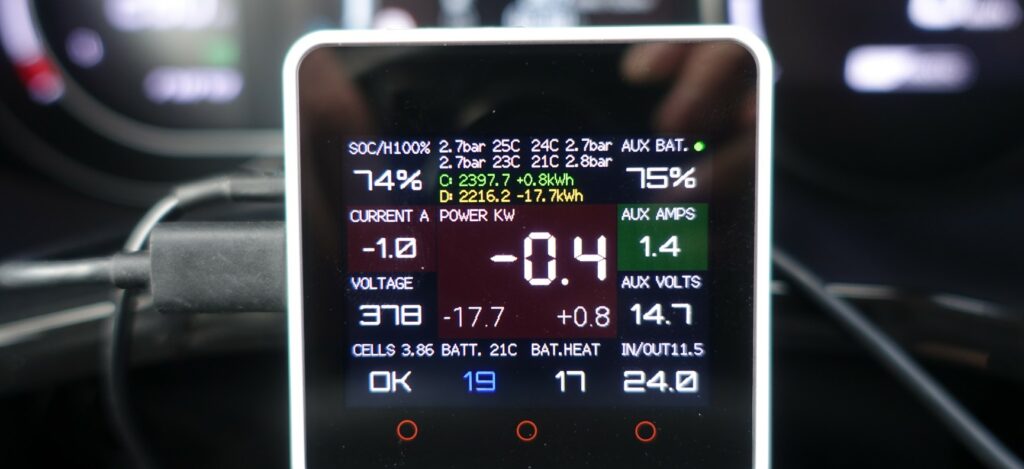 SOC/H100% 2.7bar 25C 24C 2.7bar AUX BAT.
2.7bar 23C 21C 2.8bar
74% C: 2397.7 +0.8kWh 75%
D: 2216.2 -17.7kWh
CURRENT A POWER KW AUX AMPS
-1.0 -0.4 1.4
VOLTAGE AUX VOLTS
378 -17.7 +0.8 14.7
CELLS 3.86 BATT. 21C BAT.HEAT IN/OUT11.5
OK 19 17 24.0